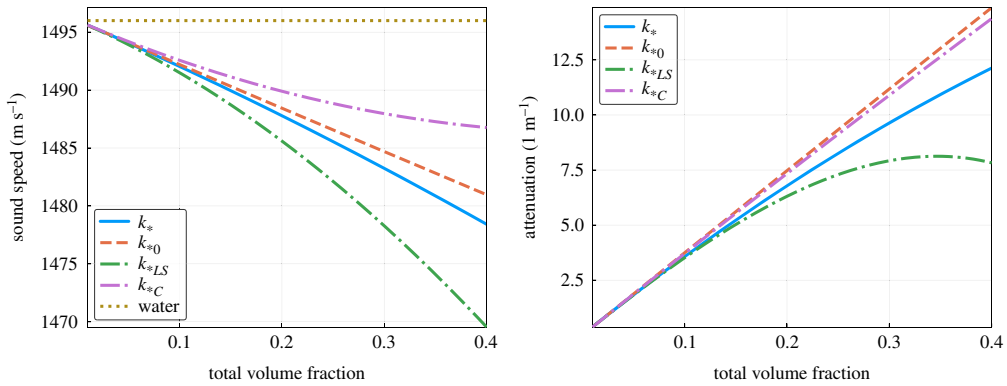 1495
1490
1485
1480
1475
1470
sound speed (m s⁻¹)
k*
k*0
k*LS
k*C
water
0.1 0.2 0.3 0.4
total volume fraction
12.5
10.0
7.5
5.0
2.5
attenuation (1 m⁻¹)
k*
k*0
k*LS
k*C
0.1 0.2 0.3 0.4
total volume fraction